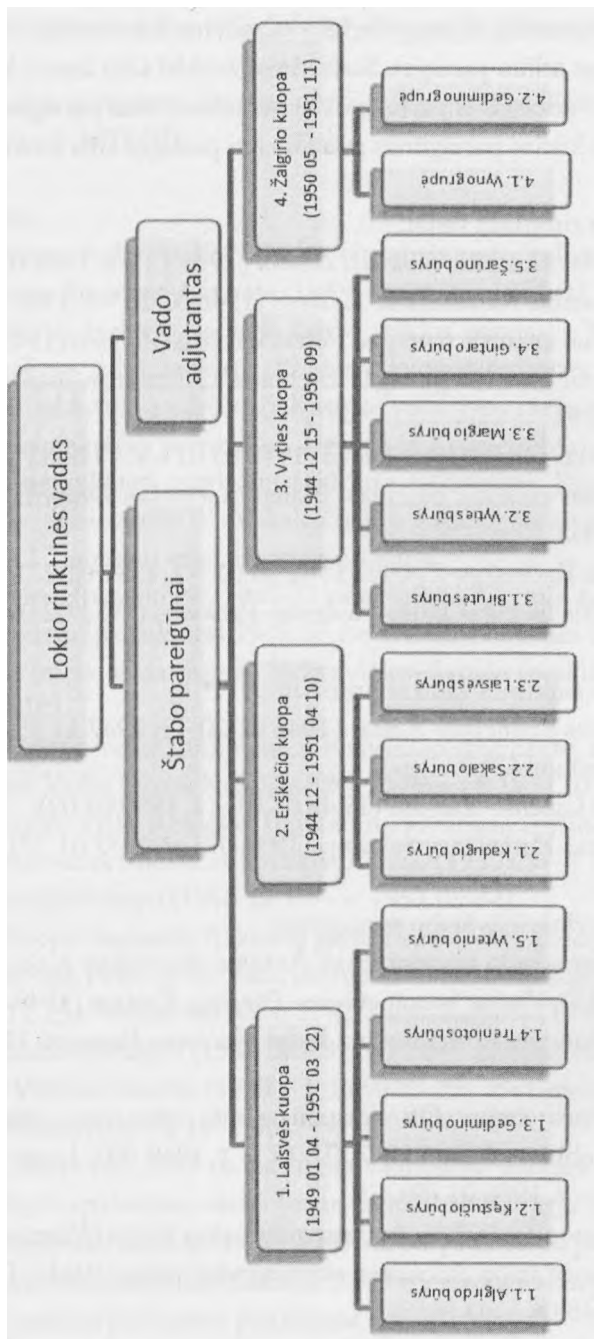 Lokio rinktinės vadas
Štabo pareigūnai
Vado
adjutantas
1. Laisvės kuopa
(1949 01 04 - 1951 03 22)
2. Erškėčio kuopa
(1944 12 - 1951 04 10)
3. Vyties kuopa
(1944 12 15 - 1956 09)
4. Žalgirio kuopa
(1950 05 - 1951 11)
1.1. Algirdo būrys
1.2. Kęstučio būrys
1.3. Gedimino būrys
1.4 Treniotos būrys
1.5. Vytenio būrys
2.1. Kadugio būrys
2.2. Sakalo būrys
2.3. Laisvės būrys
3.1. Birutės būrys
3.2. Vyties būrys
3.3. Margio būrys
3.4. Gintaro būrys
3.5. Šarūno būrys
4.1. Vyno grupė
4.2. Gedimino grupė